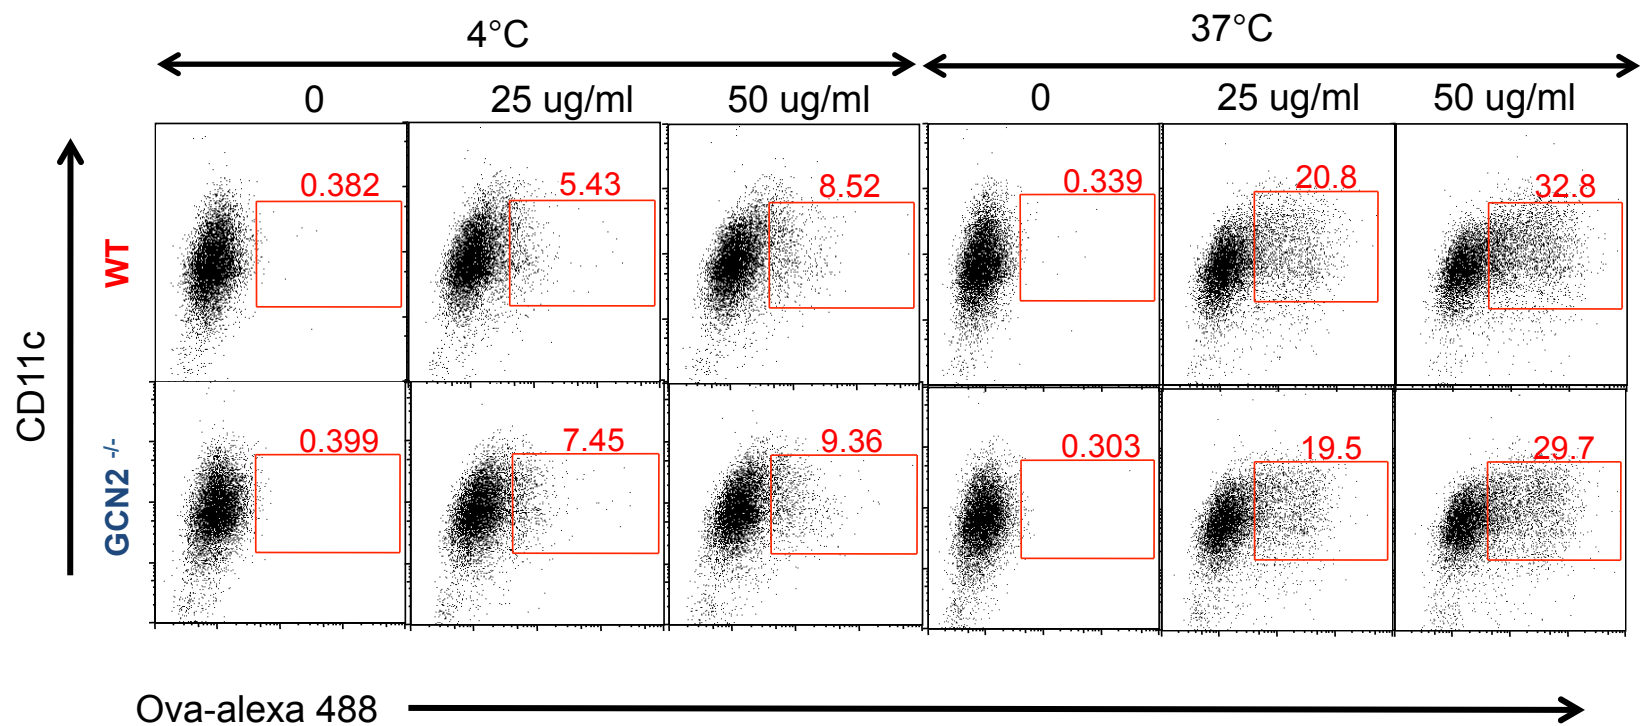 4°C 37°C
0 25 ug/ml 50 ug/ml 0 25 ug/ml 50 ug/ml
CD11c
WT
0.382 5.43 8.52 0.339 20.8 32.8
GCN2 -/-
0.399 7.45 9.36 0.303 19.5 29.7
Ova-alexa 488